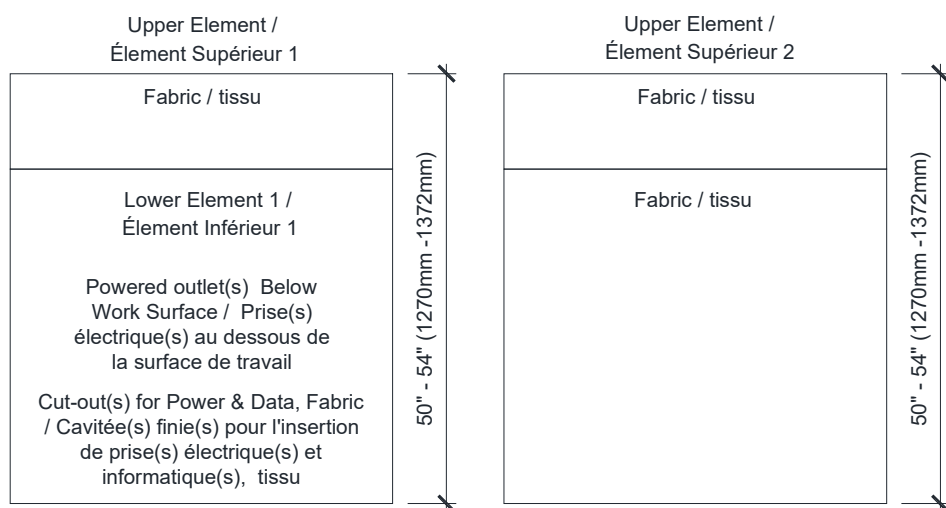 Upper Element /
Élement Supérieur 1
Fabric / tissu
Lower Element 1 /
Élement Inférieur 1
Powered outlet(s) Below
Work Surface / Prise(s)
électrique(s) au dessous de
la surface de travail
Cut-out(s) for Power & Data, Fabric
/ Cavitée(s) finie(s) pour l'insertion
de prise(s) électrique(s) et
informatique(s), tissu
50" - 54" (1270mm -1372mm)
Upper Element /
Élement Supérieur 2
Fabric / tissu
Fabric / tissu
50" - 54" (1270mm -1372mm)